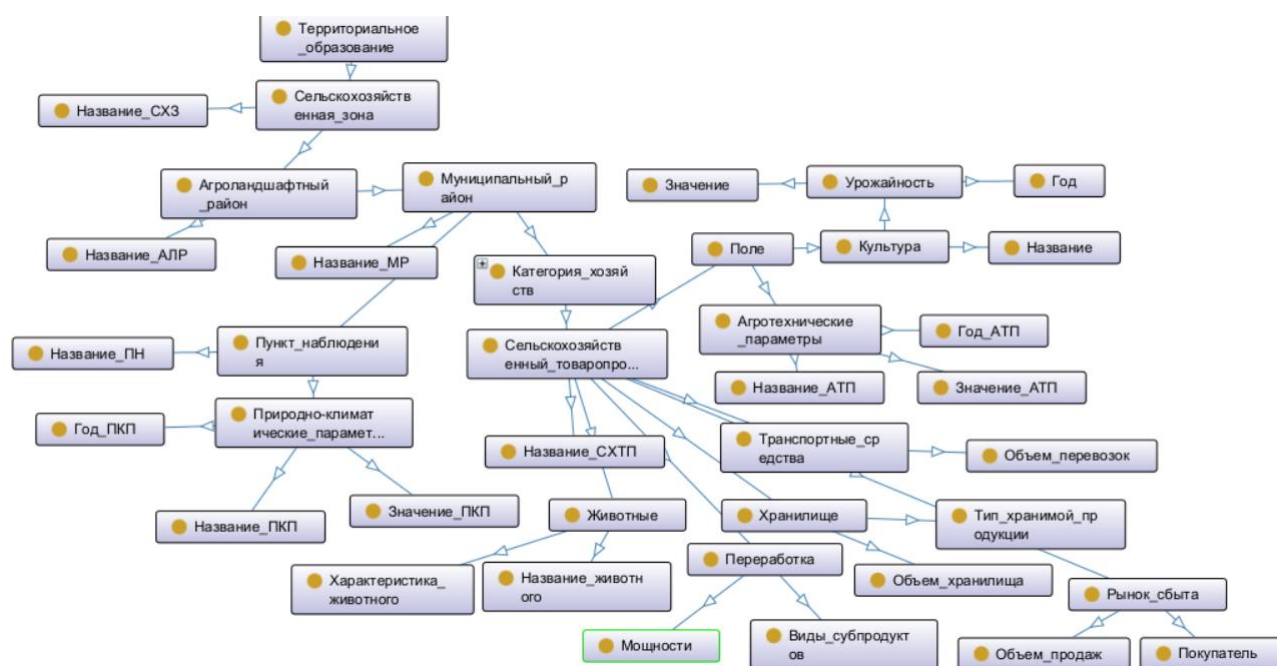 Территориальное
_образование
Сельскохозяйств
енная_зона
Название_СХЗ
Агроландшафтный
_район
Муниципальный_р
айон
Значение
Урожайность
Год
Название_АЛР
Название_МР
Категория_хозяй
ств
Поле
Культура
Название
Пункт_наблюдени
я
Название_ПН
Сельскохозяйств
енный_товаропро...
Агротехнические
_параметры
Год_АТП
Название_АТП
Значение_АТП
Природно-климат
ические_парамет...
Год_ПКП
Название_СХТП
Транспортные_ср
едства
Объем_перевозок
Название_ПКП
Значение_ПКП
Животные
Хранилище
Тип_хранимой_пр
одукции
Переработка
Характеристика_
животного
Название_животн
ого
Объем_хранилища
Рынок_сбыта
Мощности
Виды_субпродукт
ов
Объем_продаж
Покупатель